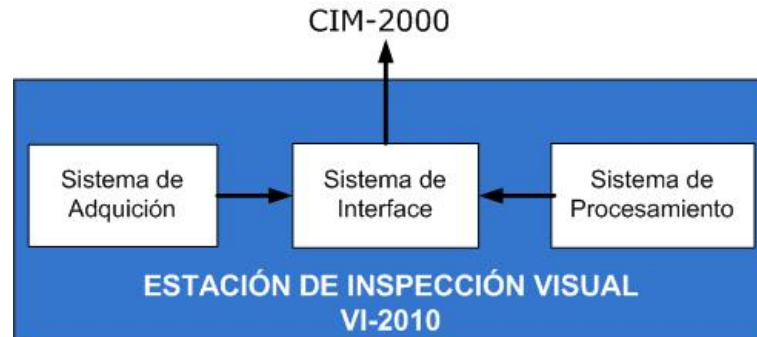 CIM-2000
Sistema de
Adquición
Sistema de
Interface
Sistema de
Procesamiento
ESTACIÓN DE INSPECCIÓN VISUAL
VI-2010